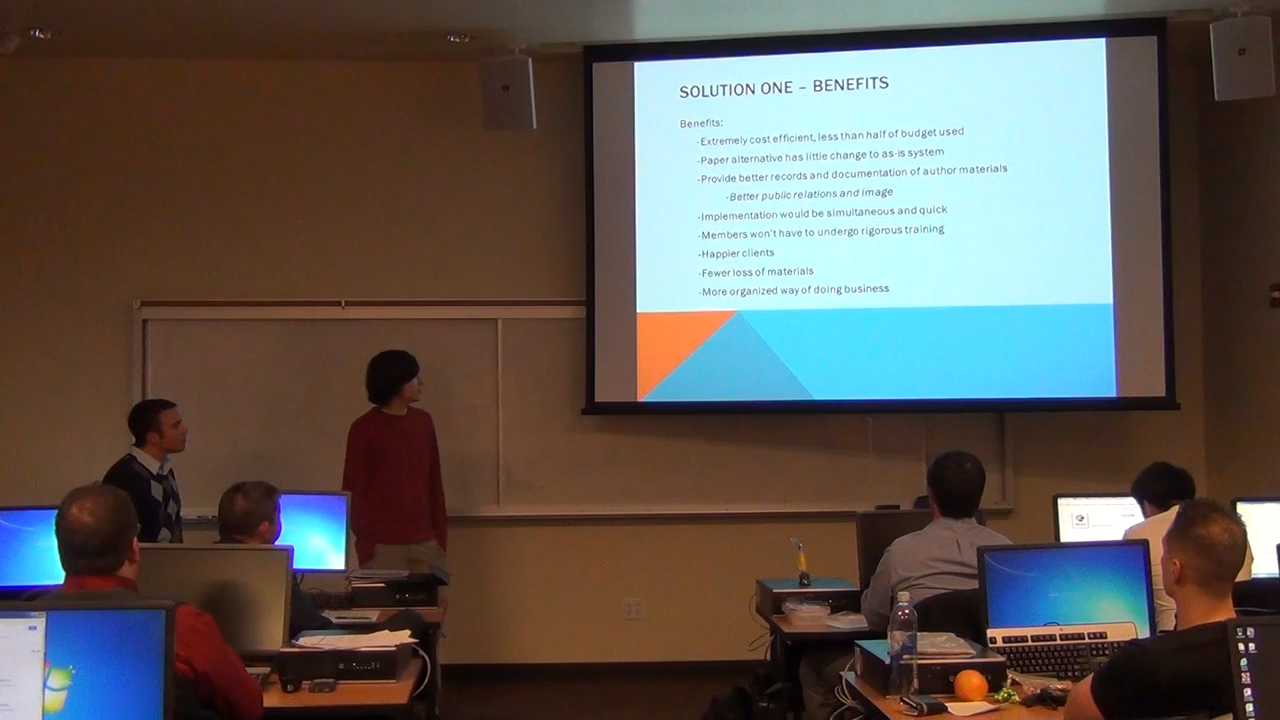 SOLUTION ONE – BENEFITS
Benefits:
-Extremely cost efficient, less than half of budget used
-Paper alternative has little change to as-is system
-Provide better records and documentation of author materials
-Better public relations and image
-Implementation would be simultaneous and quick
-Members won't have to undergo rigorous training
-Happier clients
-Fewer loss of materials
-More organized way of doing business